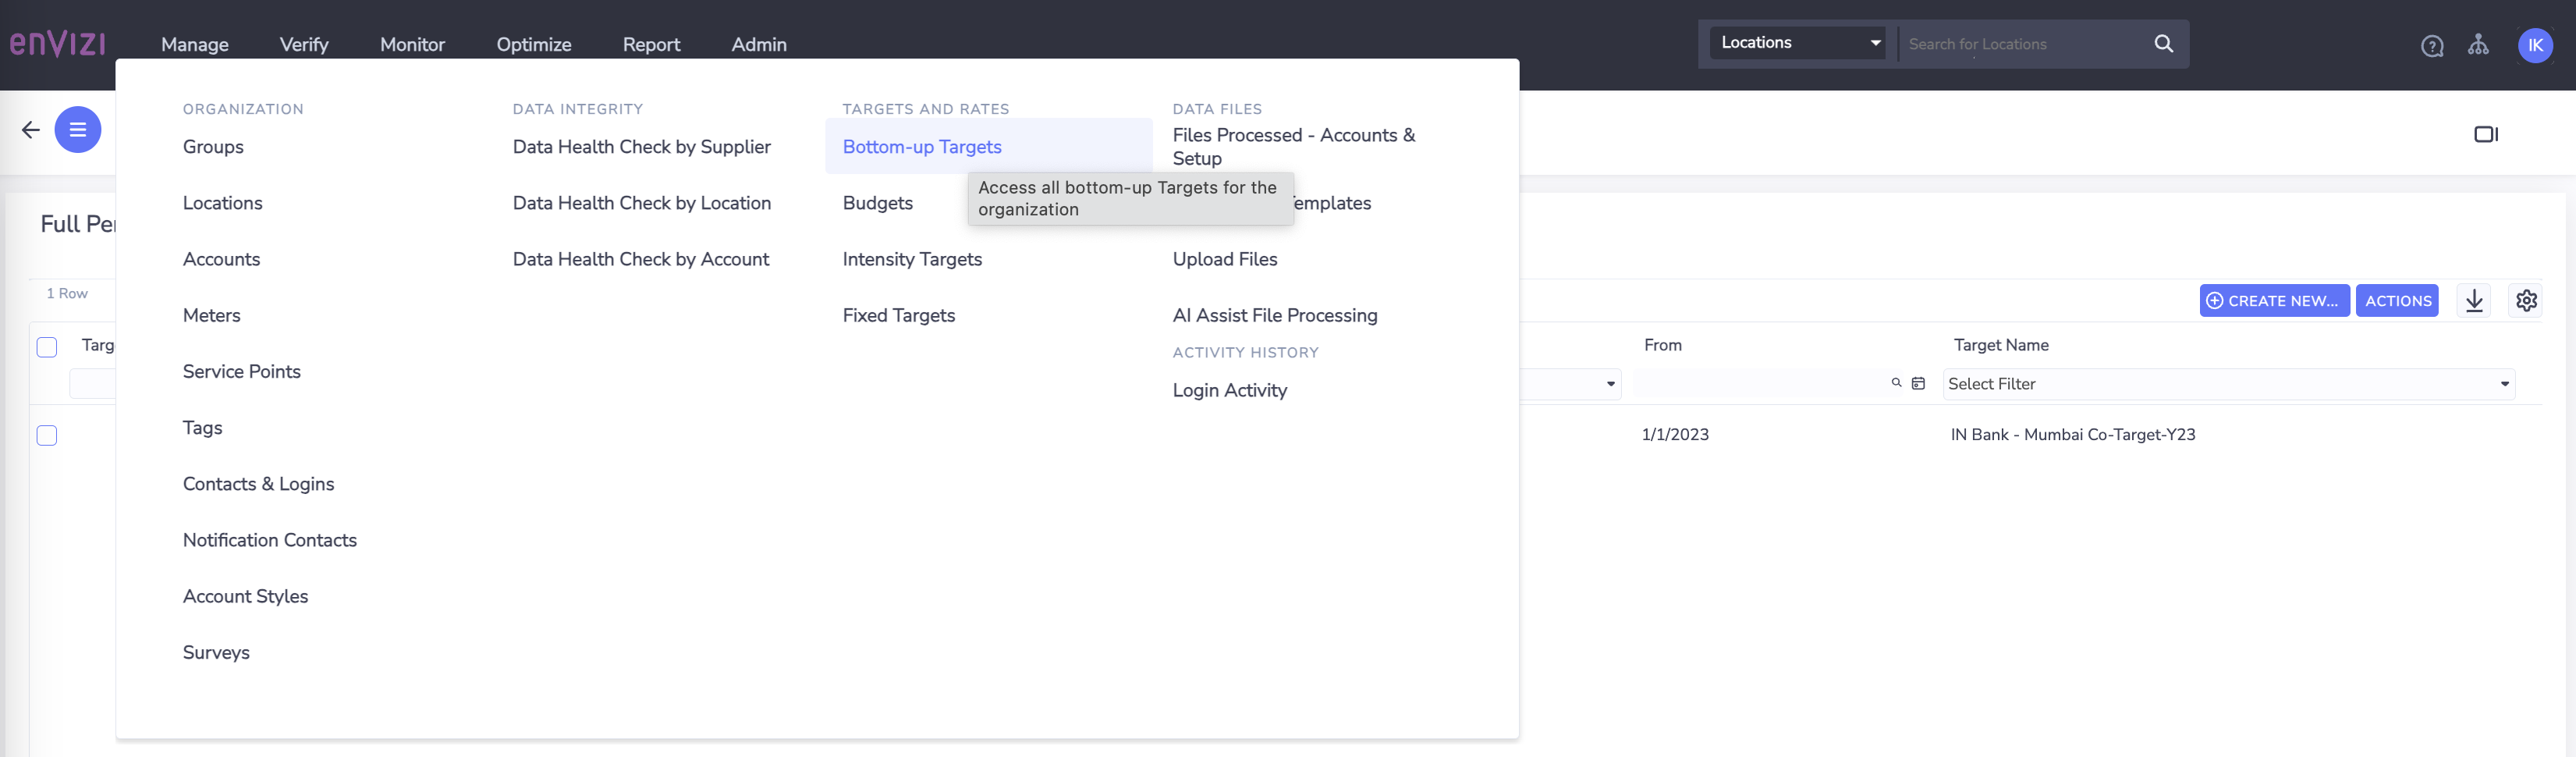 enVIZI
Manage Verify Monitor Optimize Report Admin
Locations
Search for Locations
IK
ORGANIZATION
Groups
Locations
Accounts
Meters
Service Points
Tags
Contacts & Logins
Notification Contacts
Account Styles
Surveys
DATA INTEGRITY
Data Health Check by Supplier
Data Health Check by Location
Data Health Check by Account
TARGETS AND RATES
Bottom-up Targets
Access all bottom-up Targets for the
organization
Budgets
Intensity Targets
Fixed Targets
DATA FILES
Files Processed - Accounts &
Setup
emplates
Upload Files
AI Assist File Processing
ACTIVITY HISTORY
Login Activity
Full Pe
1 Row
CREATE NEW... ACTIONS
Targ From Target Name
Select Filter
1/1/2023 IN Bank - Mumbai Co-Target-Y23